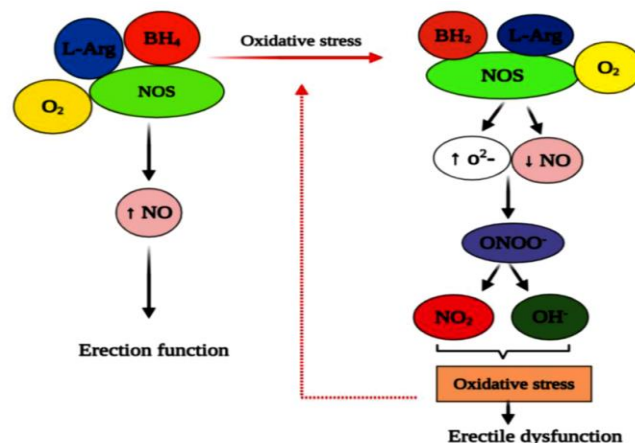 L-Arg
BH₄
O₂
NOS
↑ NO
Erection function
Oxidative stress
BH₂
L-Arg
O₂
NOS
↑ o²-
↓ NO
ONOO⁻
NO₂
OH⁻
Oxidative stress
Erectile dysfunction